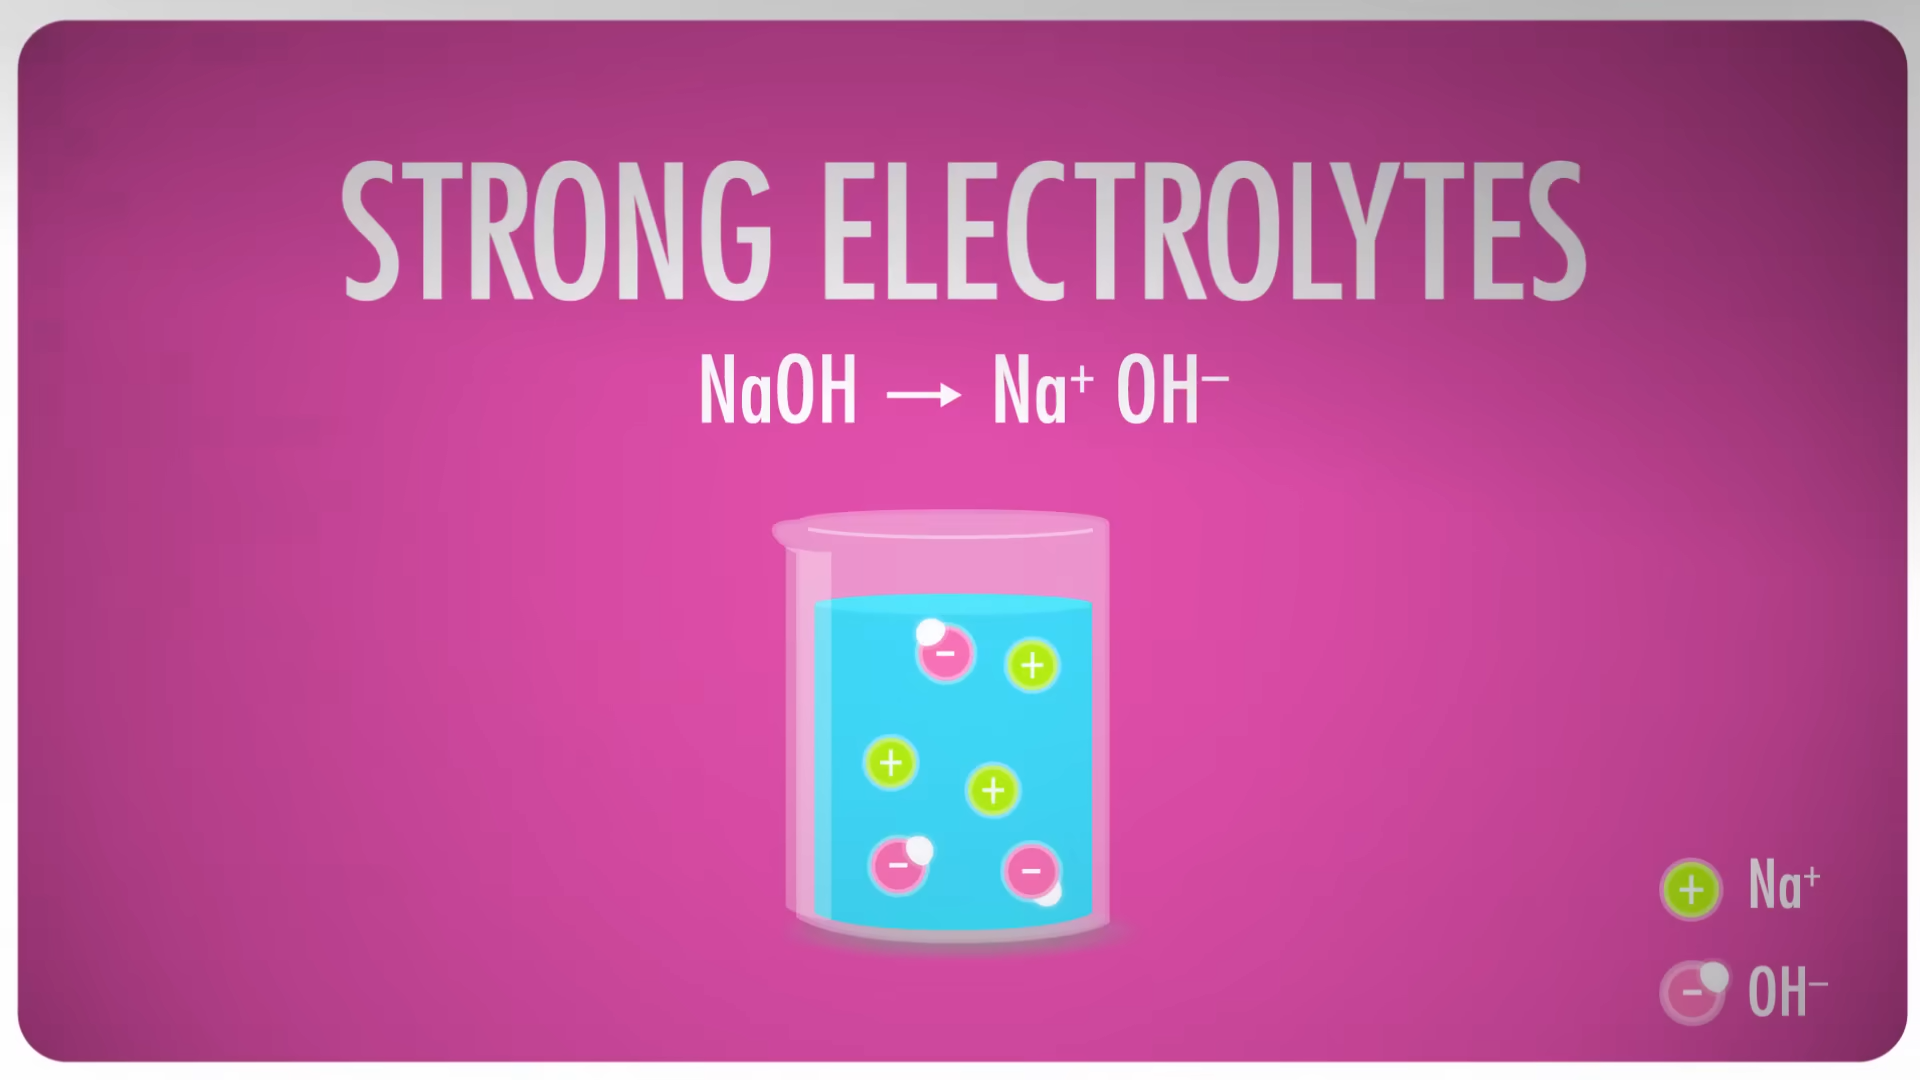 STRONG ELECTROLYTES
NaOH → Na⁺ OH⁻
−
+
+
+
−
−
+ Na⁺
− OH⁻